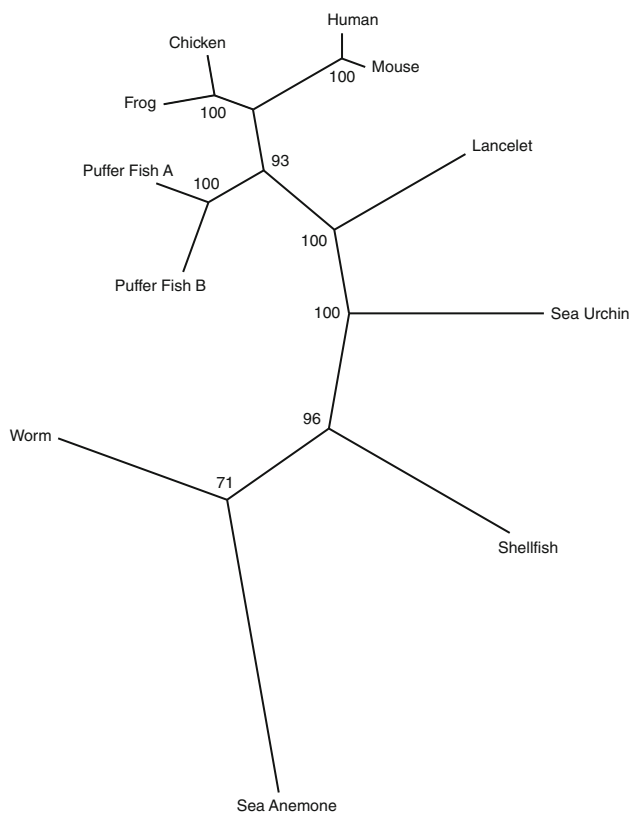 Human
Chicken
Mouse
100
Frog
100
Lancelet
93
Puffer Fish A
100
100
Puffer Fish B
100
Sea Urchin
96
Worm
71
Shellfish
Sea Anemone